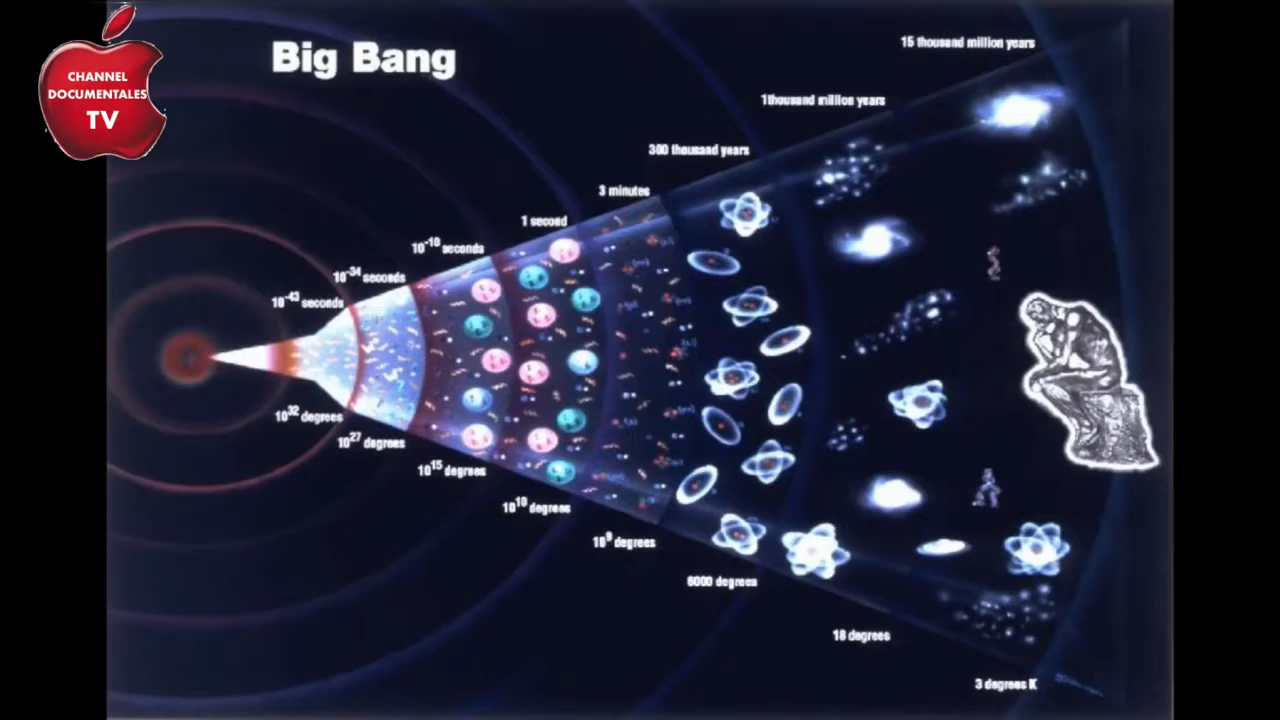 CHANNEL
DOCUMENTALES
TV
Big Bang
15 thousand million years
1thousand million years
300 thousand years
3 minutes
1 second
10⁻¹⁰ seconds
10⁻³⁴ seconds
10⁻⁴³ seconds
10³² degrees
10²⁷ degrees
10¹⁵ degrees
10¹⁰ degrees
10⁹ degrees
6000 degrees
18 degrees
3 degrees K